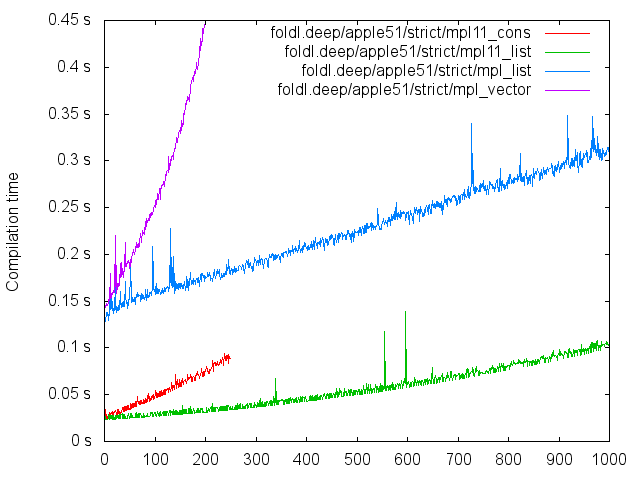 0.45 s
0.4 s
0.35 s
0.3 s
0.25 s
0.2 s
0.15 s
0.1 s
0.05 s
0 s
Compilation time
foldl.deep/apple51/strict/mpl11_cons
foldl.deep/apple51/strict/mpl11_list
foldl.deep/apple51/strict/mpl_list
foldl.deep/apple51/strict/mpl_vector
0 100 200 300 400 500 600 700 800 900 1000